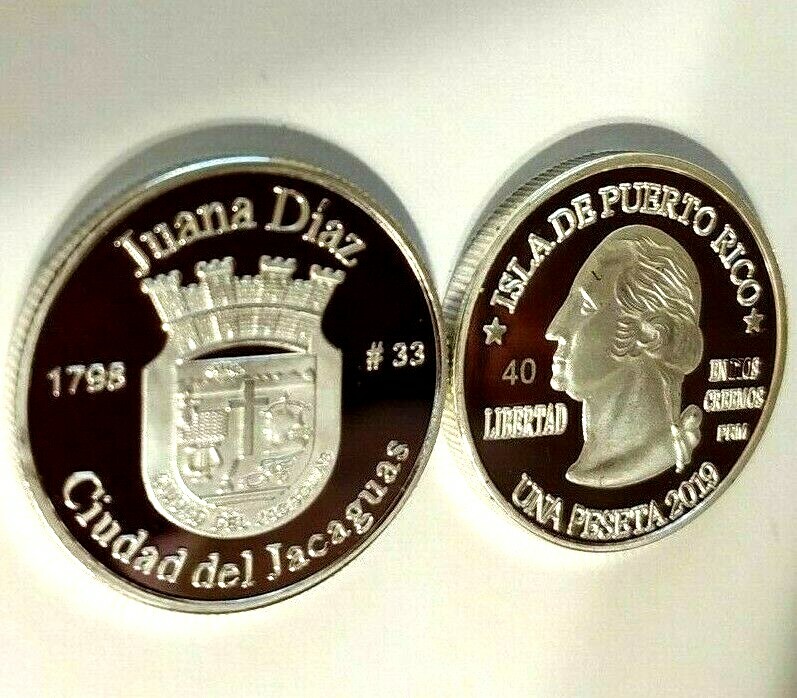 Juana Díaz
1798
# 33
Ciudad del Jacaguas
ISLA DE PUERTO RICO
40
LIBERTAD
EN DIOS
CREEMOS
PRM
UNA PESETA 2019